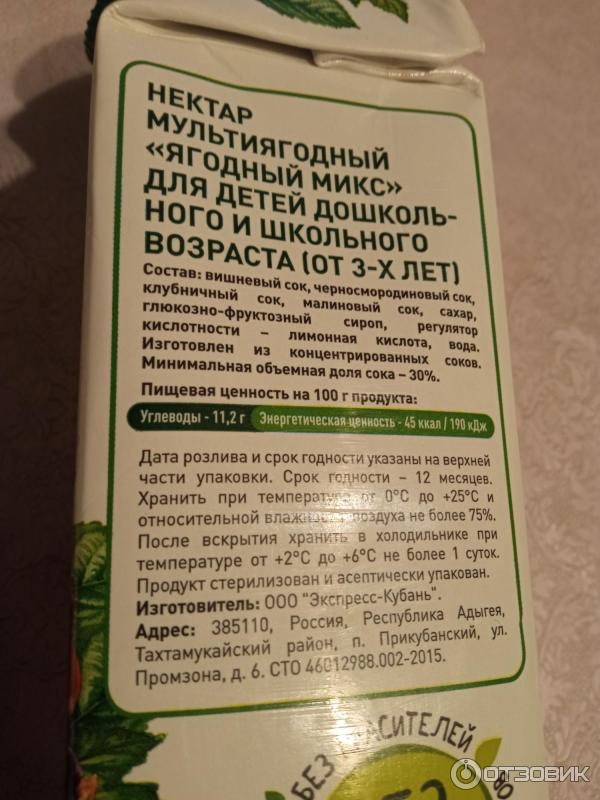 НЕКТАР
МУЛЬТИЯГОДНЫЙ
«ЯГОДНЫЙ МИКС»
ДЛЯ ДЕТЕЙ ДОШКОЛЬ-
НОГО И ШКОЛЬНОГО
ВОЗРАСТА (ОТ 3-Х ЛЕТ)
Состав: вишневый сок, черносмородиновый сок,
клубничный сок, малиновый сок, сахар,
глюкозно-фруктозный сироп, регулятор
кислотности – лимонная кислота, вода.
Изготовлен из концентрированных соков.
Минимальная объемная доля сока – 30%.
Пищевая ценность на 100 г продукта:
Углеводы - 11,2 г Энергетическая ценность - 45 ккал / 190 кДж
Дата розлива и срок годности указаны на верхней
части упаковки. Срок годности – 12 месяцев.
Хранить при температуре от 0°С до +25°С и
относительной влажности воздуха не более 75%.
После вскрытия хранить в холодильнике при
температуре от +2°С до +6°С не более 1 суток.
Продукт стерилизован и асептически упакован.
Изготовитель: ООО "Экспресс-Кубань".
Адрес: 385110, Россия, Республика Адыгея,
Тахтамукайский район, п. Прикубанский, ул.
Промзона, д. 6. СТО 46012988.002-2015.
БЕЗ КРАСИТЕЛЕЙ
ОТЗОВИК